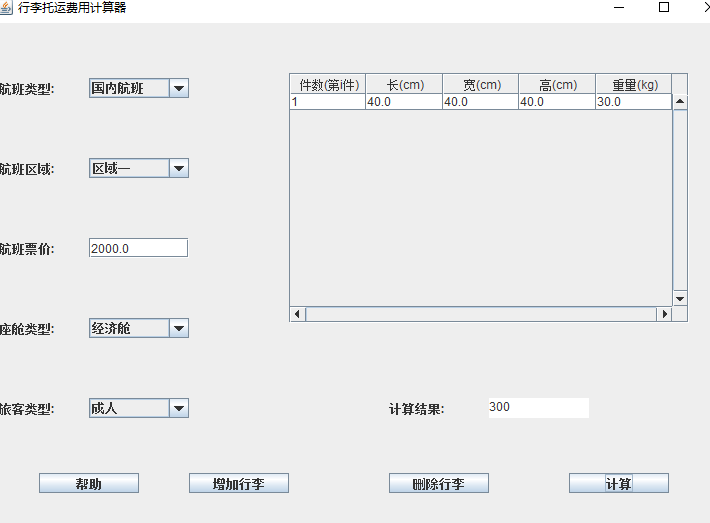 行李托运费用计算器
航班类型: 国内航班
件数(第i件) 长(cm) 宽(cm) 高(cm) 重量(kg)
1 40.0 40.0 40.0 30.0
航班区域: 区域一
航班票价: 2000.0
座舱类型: 经济舱
旅客类型: 成人
计算结果: 300
帮助 增加行李 删除行李 计算